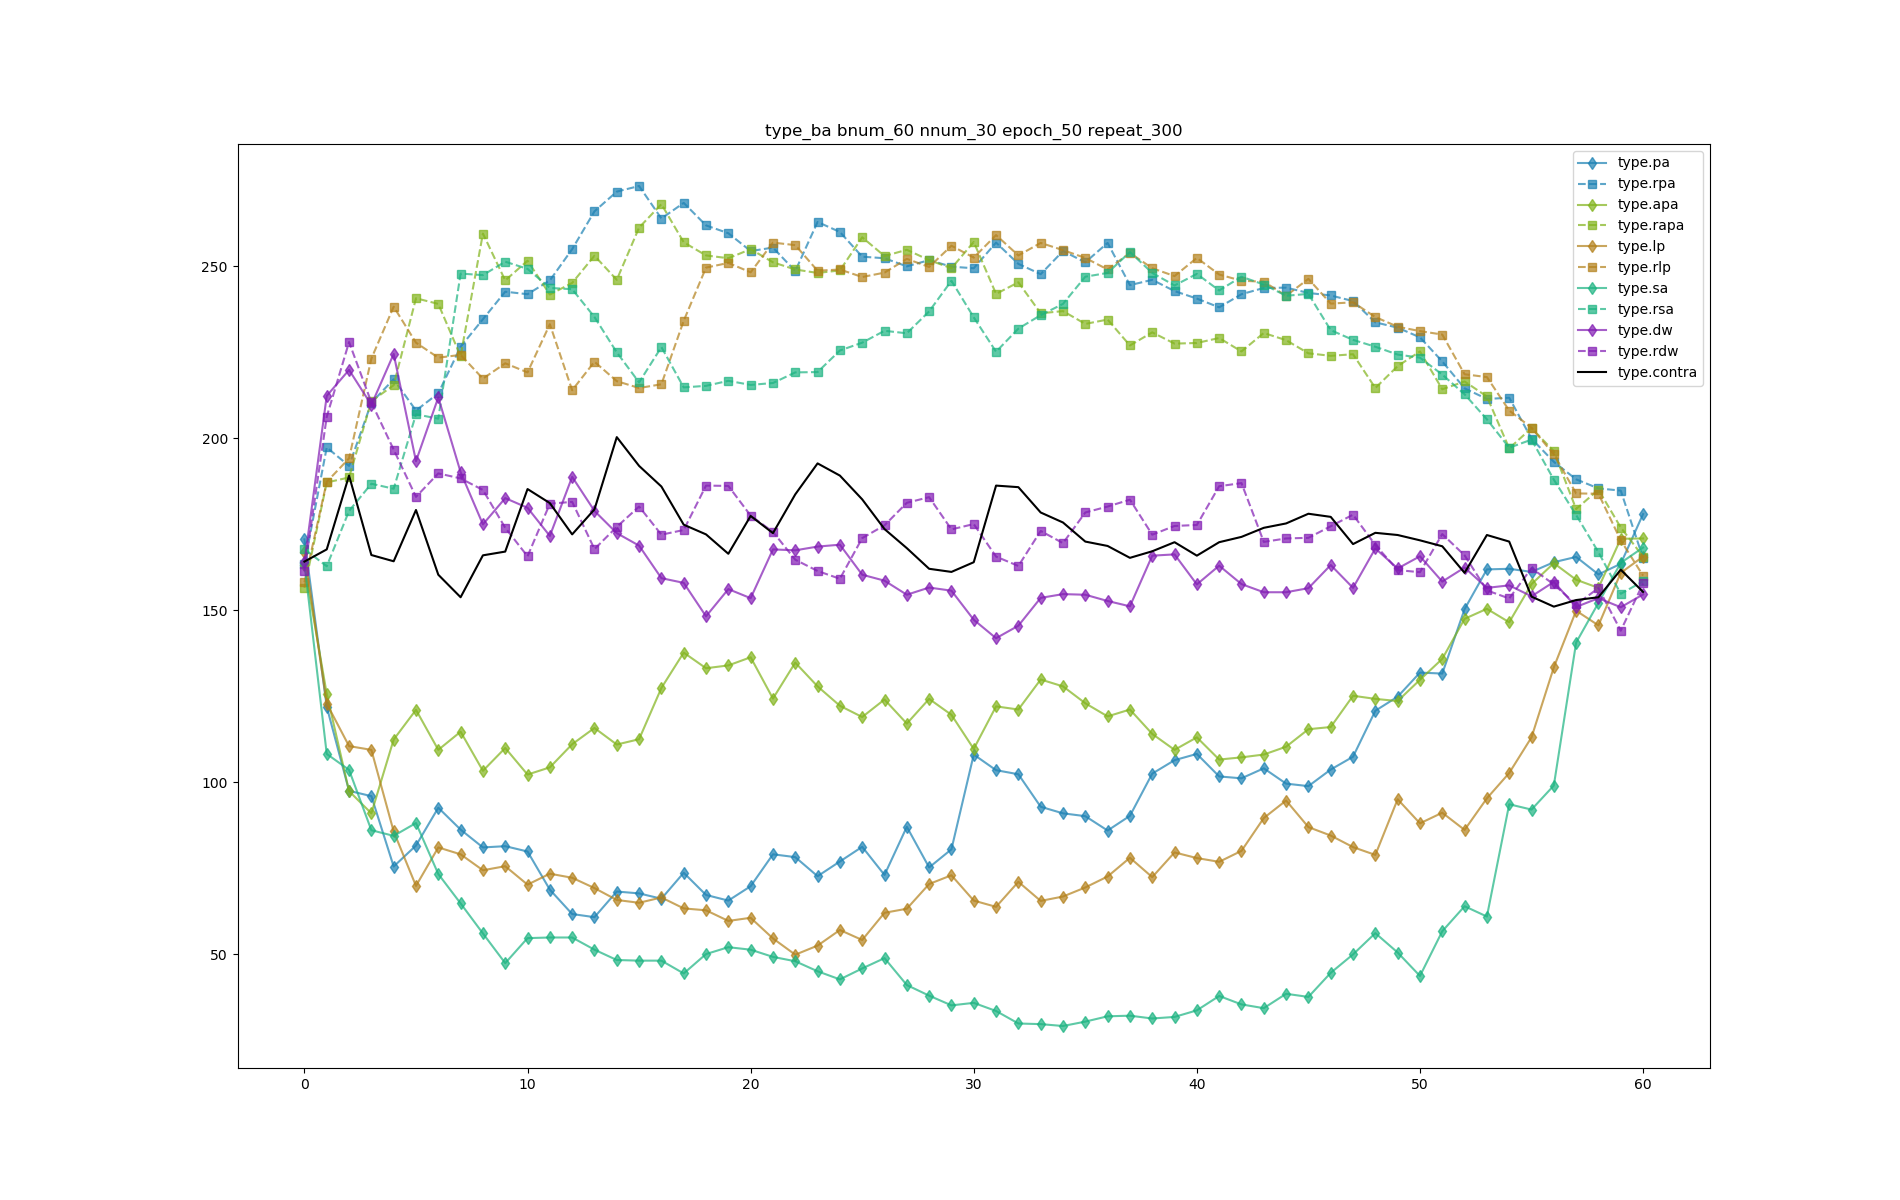 type_ba bnum_60 nnum_30 epoch_50 repeat_300
type.pa
type.rpa
type.apa
type.rapa
type.lp
type.rlp
type.sa
type.rsa
type.dw
type.rdw
type.contra
250
200
150
100
50
0 10 20 30 40 50 60